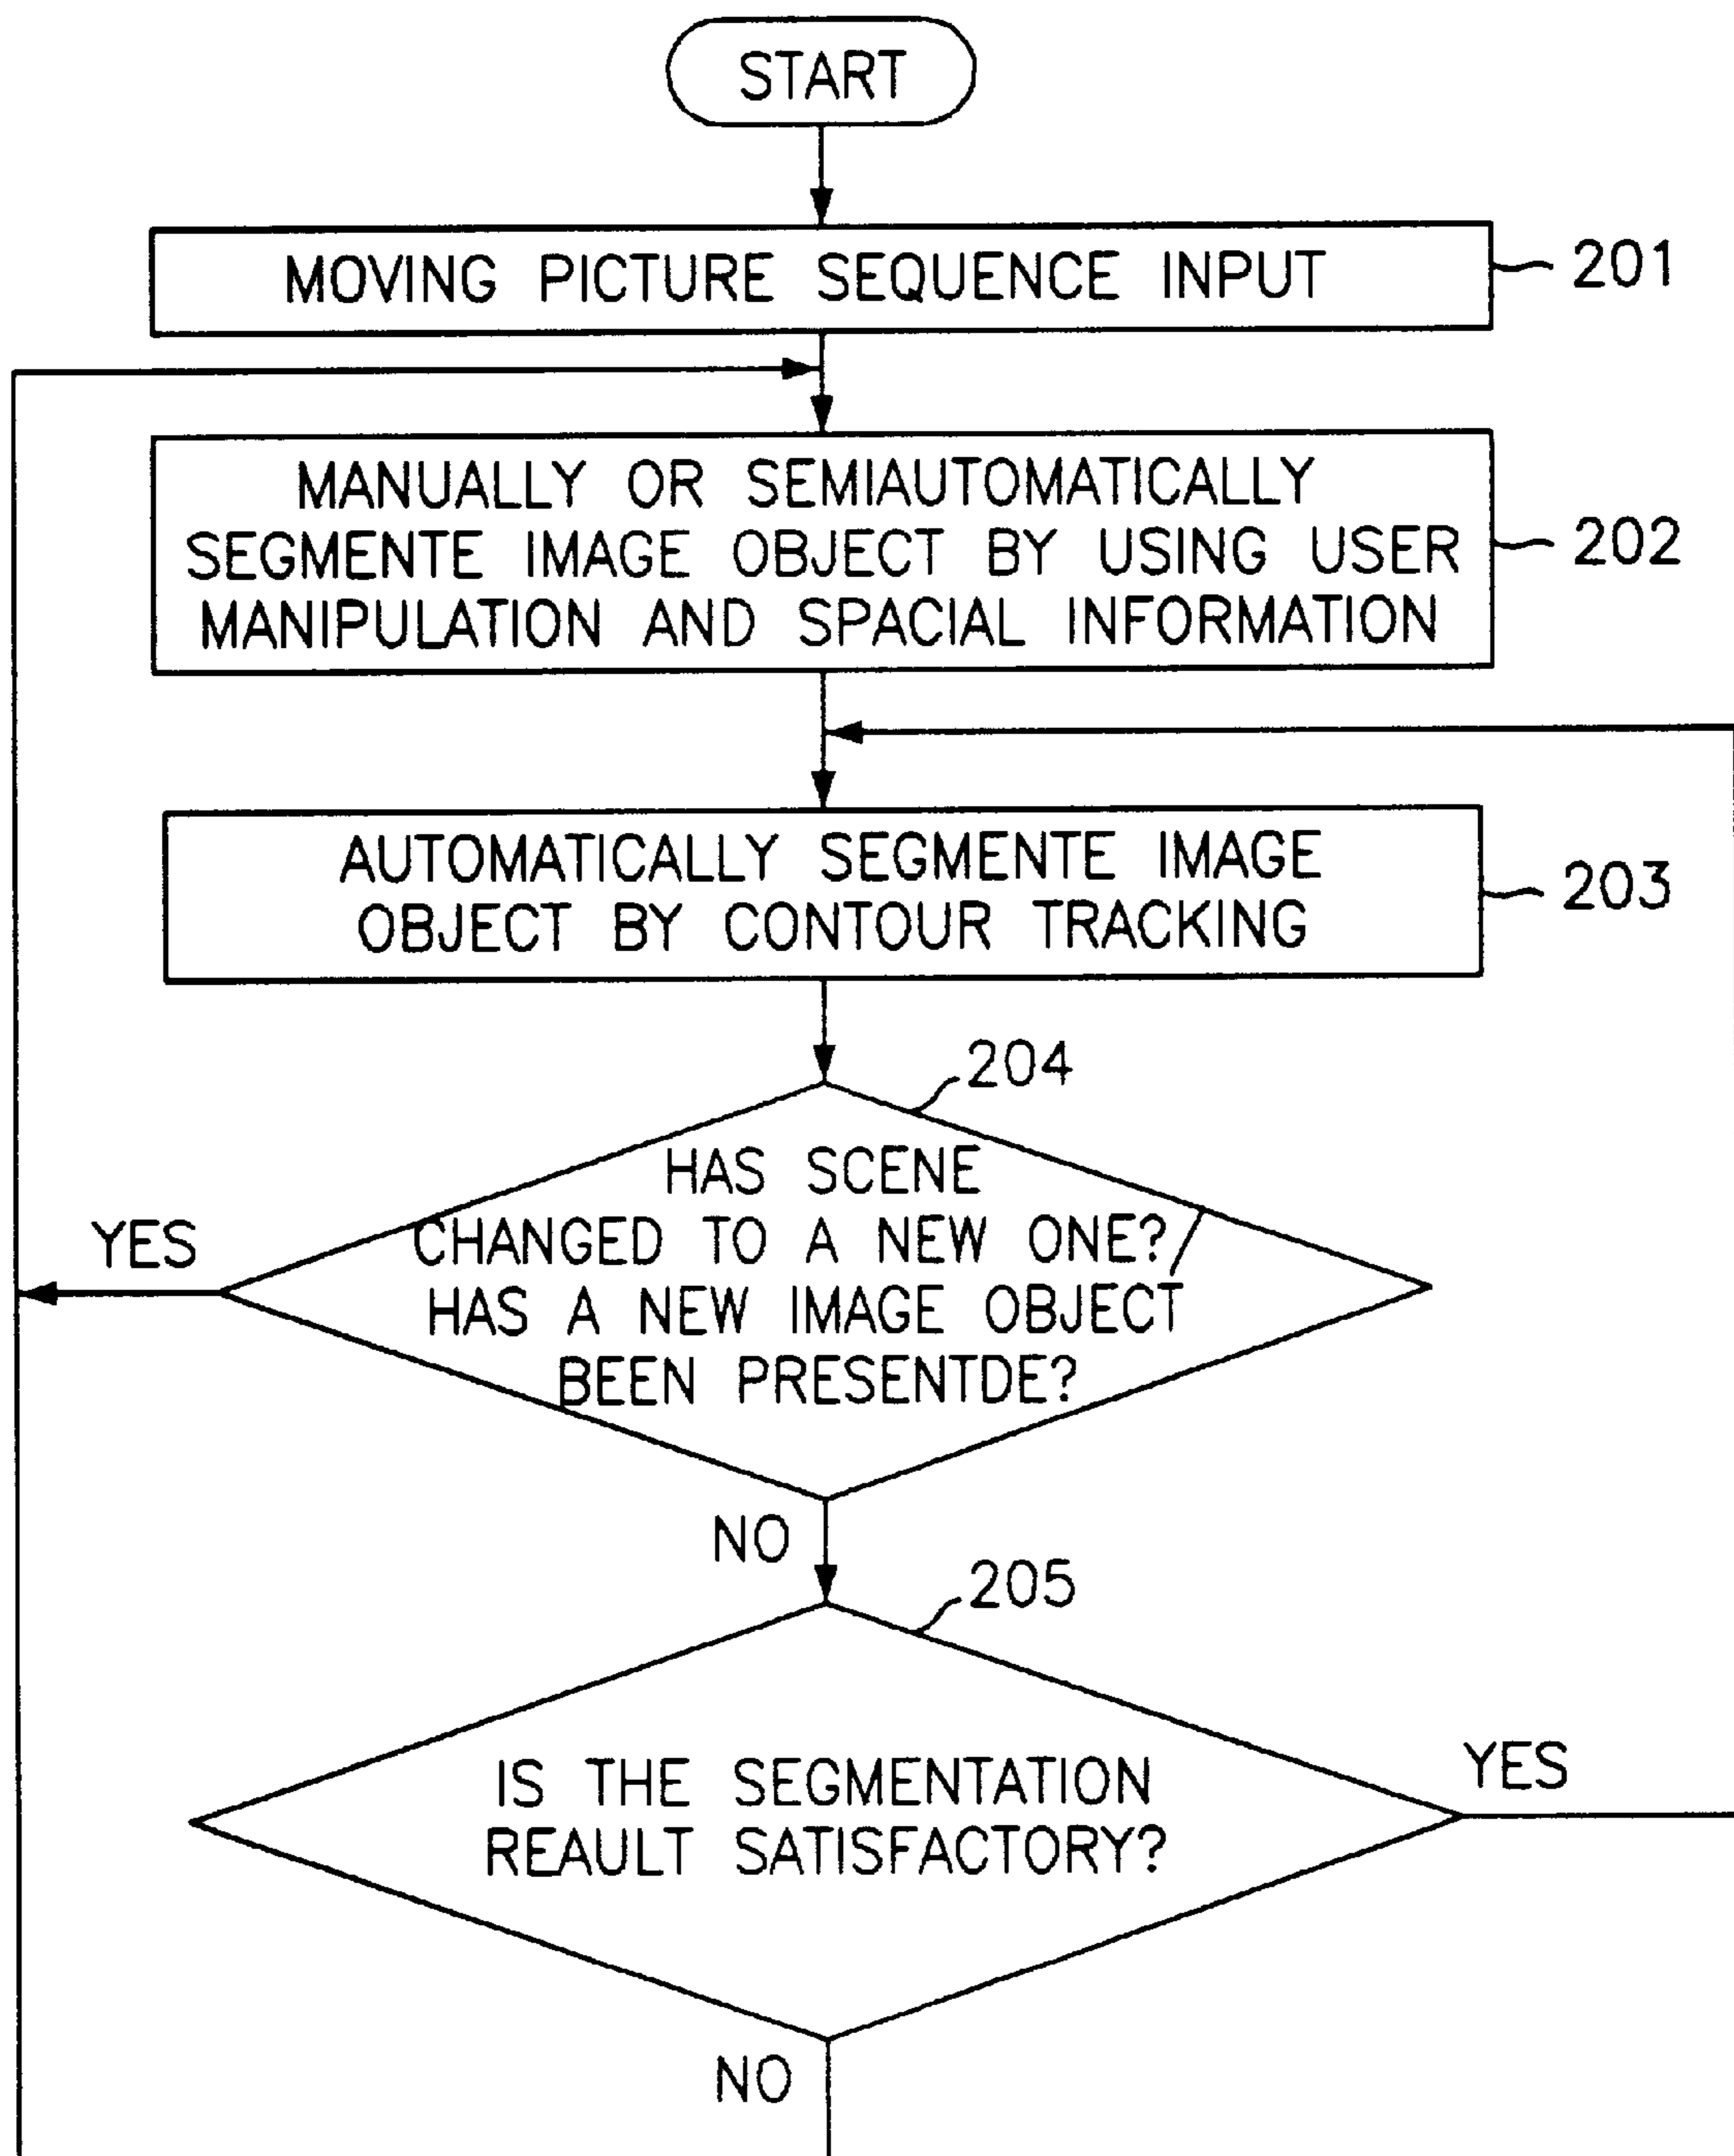 START
MOVING PICTURE SEQUENCE INPUT
201
MANUALLY OR SEMIAUTOMATICALLY
SEGMENTE IMAGE OBJECT BY USING USER
MANIPULATION AND SPACIAL INFORMATION
202
AUTOMATICALLY SEGMENTE IMAGE
OBJECT BY CONTOUR TRACKING
203
204
HAS SCENE
CHANGED TO A NEW ONE? /
HAS A NEW IMAGE OBJECT
BEEN PRESENTDE?
YES
NO
205
IS THE SEGMENTATION
REAULT SATISFACTORY?
YES
NO